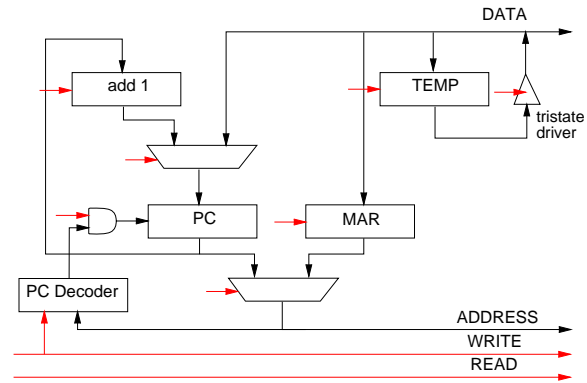 DATA
add 1
TEMP
tristate
driver
PC
MAR
PC Decoder
ADDRESS
WRITE
READ